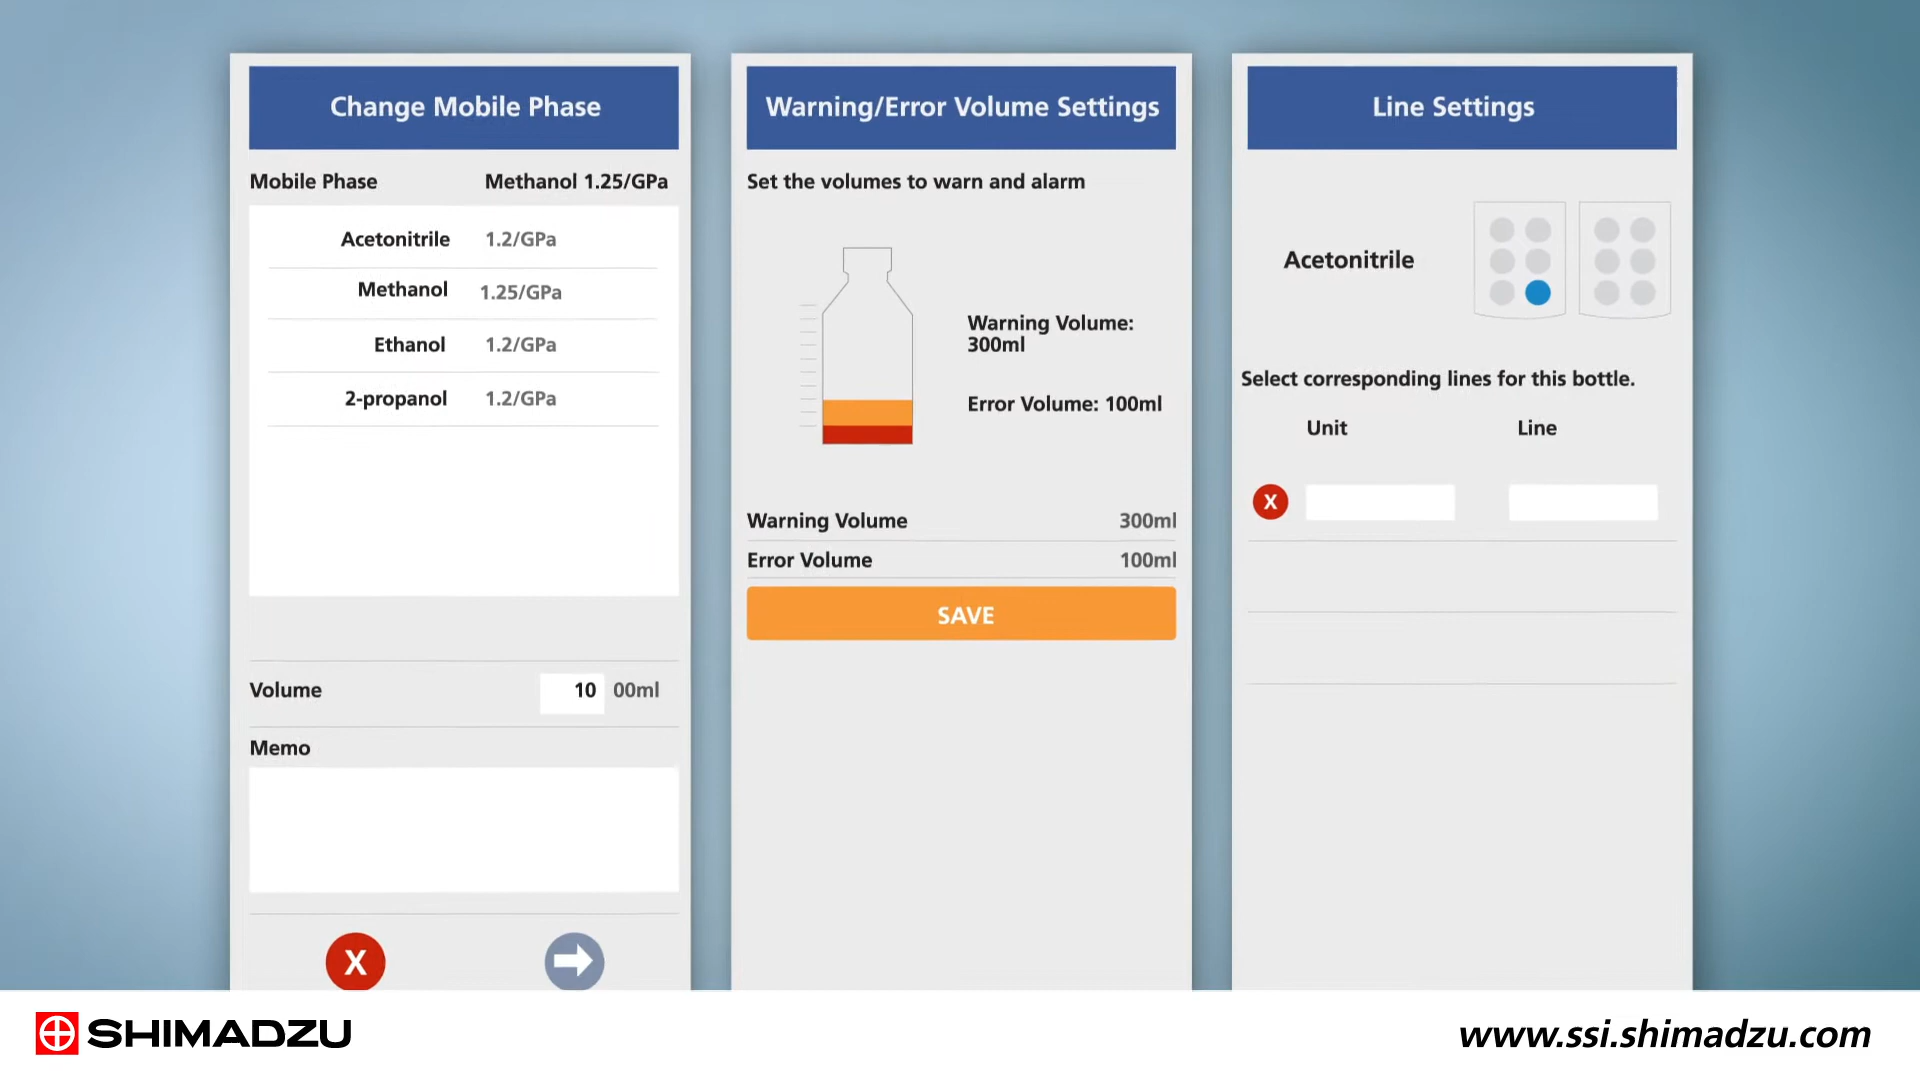 Change Mobile Phase
Mobile Phase Methanol 1.25/GPa
Acetonitrile 1.2/GPa
Methanol 1.25/GPa
Ethanol 1.2/GPa
2-propanol 1.2/GPa
Volume 10 00ml
Memo
X
Warning/Error Volume Settings
Set the volumes to warn and alarm
Warning Volume:
300ml
Error Volume: 100ml
Warning Volume 300ml
Error Volume 100ml
SAVE
Line Settings
Acetonitrile
Select corresponding lines for this bottle.
Unit Line
X
SHIMADZU
www.ssi.shimadzu.com